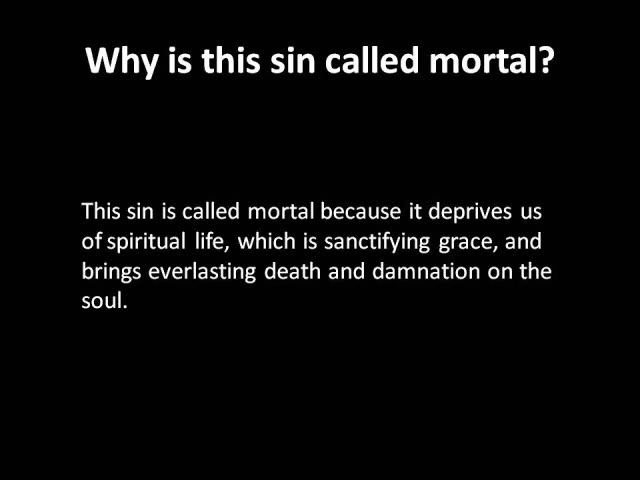 Why is this sin called mortal?
This sin is called mortal because it deprives us
of spiritual life, which is sanctifying grace, and
brings everlasting death and damnation on the
soul.